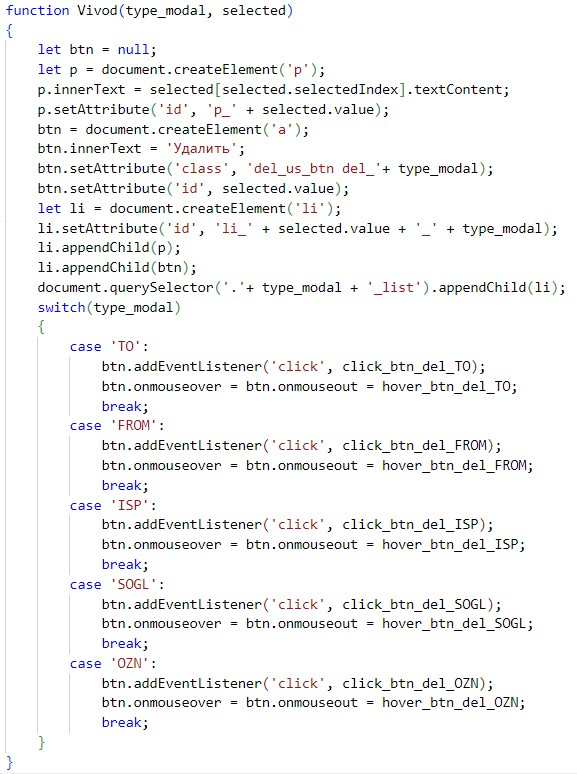 function Vivod(type_modal, selected)
{
    let btn = null;
    let p = document.createElement('p');
    p.innerText = selected[selected.selectedIndex].textContent;
    p.setAttribute('id', 'p_' + selected.value);
    btn = document.createElement('a');
    btn.innerText = 'Удалить';
    btn.setAttribute('class', 'del_us_btn del_'+ type_modal);
    btn.setAttribute('id', selected.value);
    let li = document.createElement('li');
    li.setAttribute('id', 'li_' + selected.value + '_' + type_modal);
    li.appendChild(p);
    li.appendChild(btn);
    document.querySelector('.'+ type_modal + '_list').appendChild(li);
    switch(type_modal)
    {
        case 'TO':
            btn.addEventListener('click', click_btn_del_TO);
            btn.onmouseover = btn.onmouseout = hover_btn_del_TO;
            break;
        case 'FROM':
            btn.addEventListener('click', click_btn_del_FROM);
            btn.onmouseover = btn.onmouseout = hover_btn_del_FROM;
            break;
        case 'ISP':
            btn.addEventListener('click', click_btn_del_ISP);
            btn.onmouseover = btn.onmouseout = hover_btn_del_ISP;
            break;
        case 'SOGL':
            btn.addEventListener('click', click_btn_del_SOGL);
            btn.onmouseover = btn.onmouseout = hover_btn_del_SOGL;
            break;
        case 'OZN':
            btn.addEventListener('click', click_btn_del_OZN);
            btn.onmouseover = btn.onmouseout = hover_btn_del_OZN;
            break;
    }
}